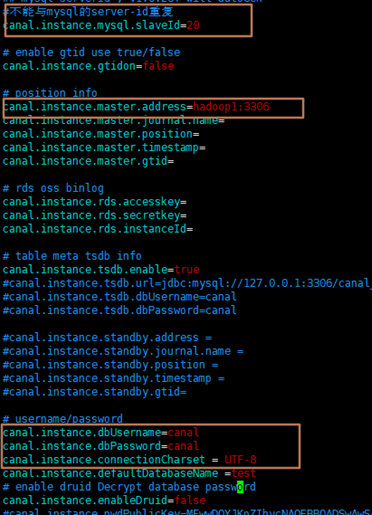 #不能与mysql的server-id重复
canal.instance.mysql.slaveId=20
# enable gtid use true/false
canal.instance.gtidon=false
# position info
canal.instance.master.address=hadoop1:3306
canal.instance.master.journal.name=
canal.instance.master.position=
canal.instance.master.timestamp=
canal.instance.master.gtid=
# rds oss binlog
canal.instance.rds.accesskey=
canal.instance.rds.secretkey=
canal.instance.rds.instanceId=
# table meta tsdb info
canal.instance.tsdb.enable=true
#canal.instance.tsdb.url=jdbc:mysql://127.0.0.1:3306/canal_
#canal.instance.tsdb.dbUsername=canal
#canal.instance.tsdb.dbPassword=canal
#canal.instance.standby.address =
#canal.instance.standby.journal.name =
#canal.instance.standby.position =
#canal.instance.standby.timestamp =
#canal.instance.standby.gtid=
# username/password
canal.instance.dbUsername=canal
canal.instance.dbPassword=canal
canal.instance.connectionCharset = UTF-8
canal.instance.defaultDatabaseName =test
# enable druid Decrypt database password
canal.instance.enableDruid=false